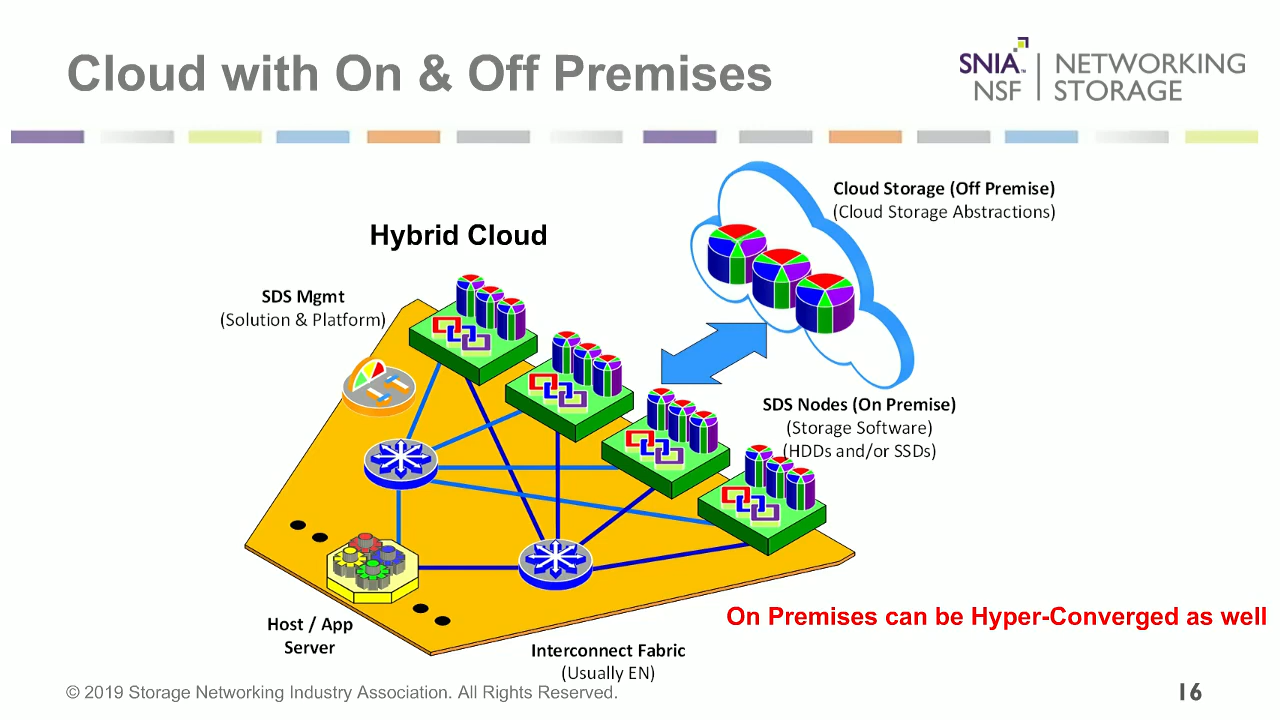 Cloud with On & Off Premises
SNIA™ NSF | NETWORKING STORAGE
Cloud Storage (Off Premise)
(Cloud Storage Abstractions)
Hybrid Cloud
SDS Mgmt
(Solution & Platform)
SDS Nodes (On Premise)
(Storage Software)
(HDDs and/or SSDs)
Host / App
Server
On Premises can be Hyper-Converged as well
Interconnect Fabric
(Usually EN)
© 2019 Storage Networking Industry Association. All Rights Reserved.
16